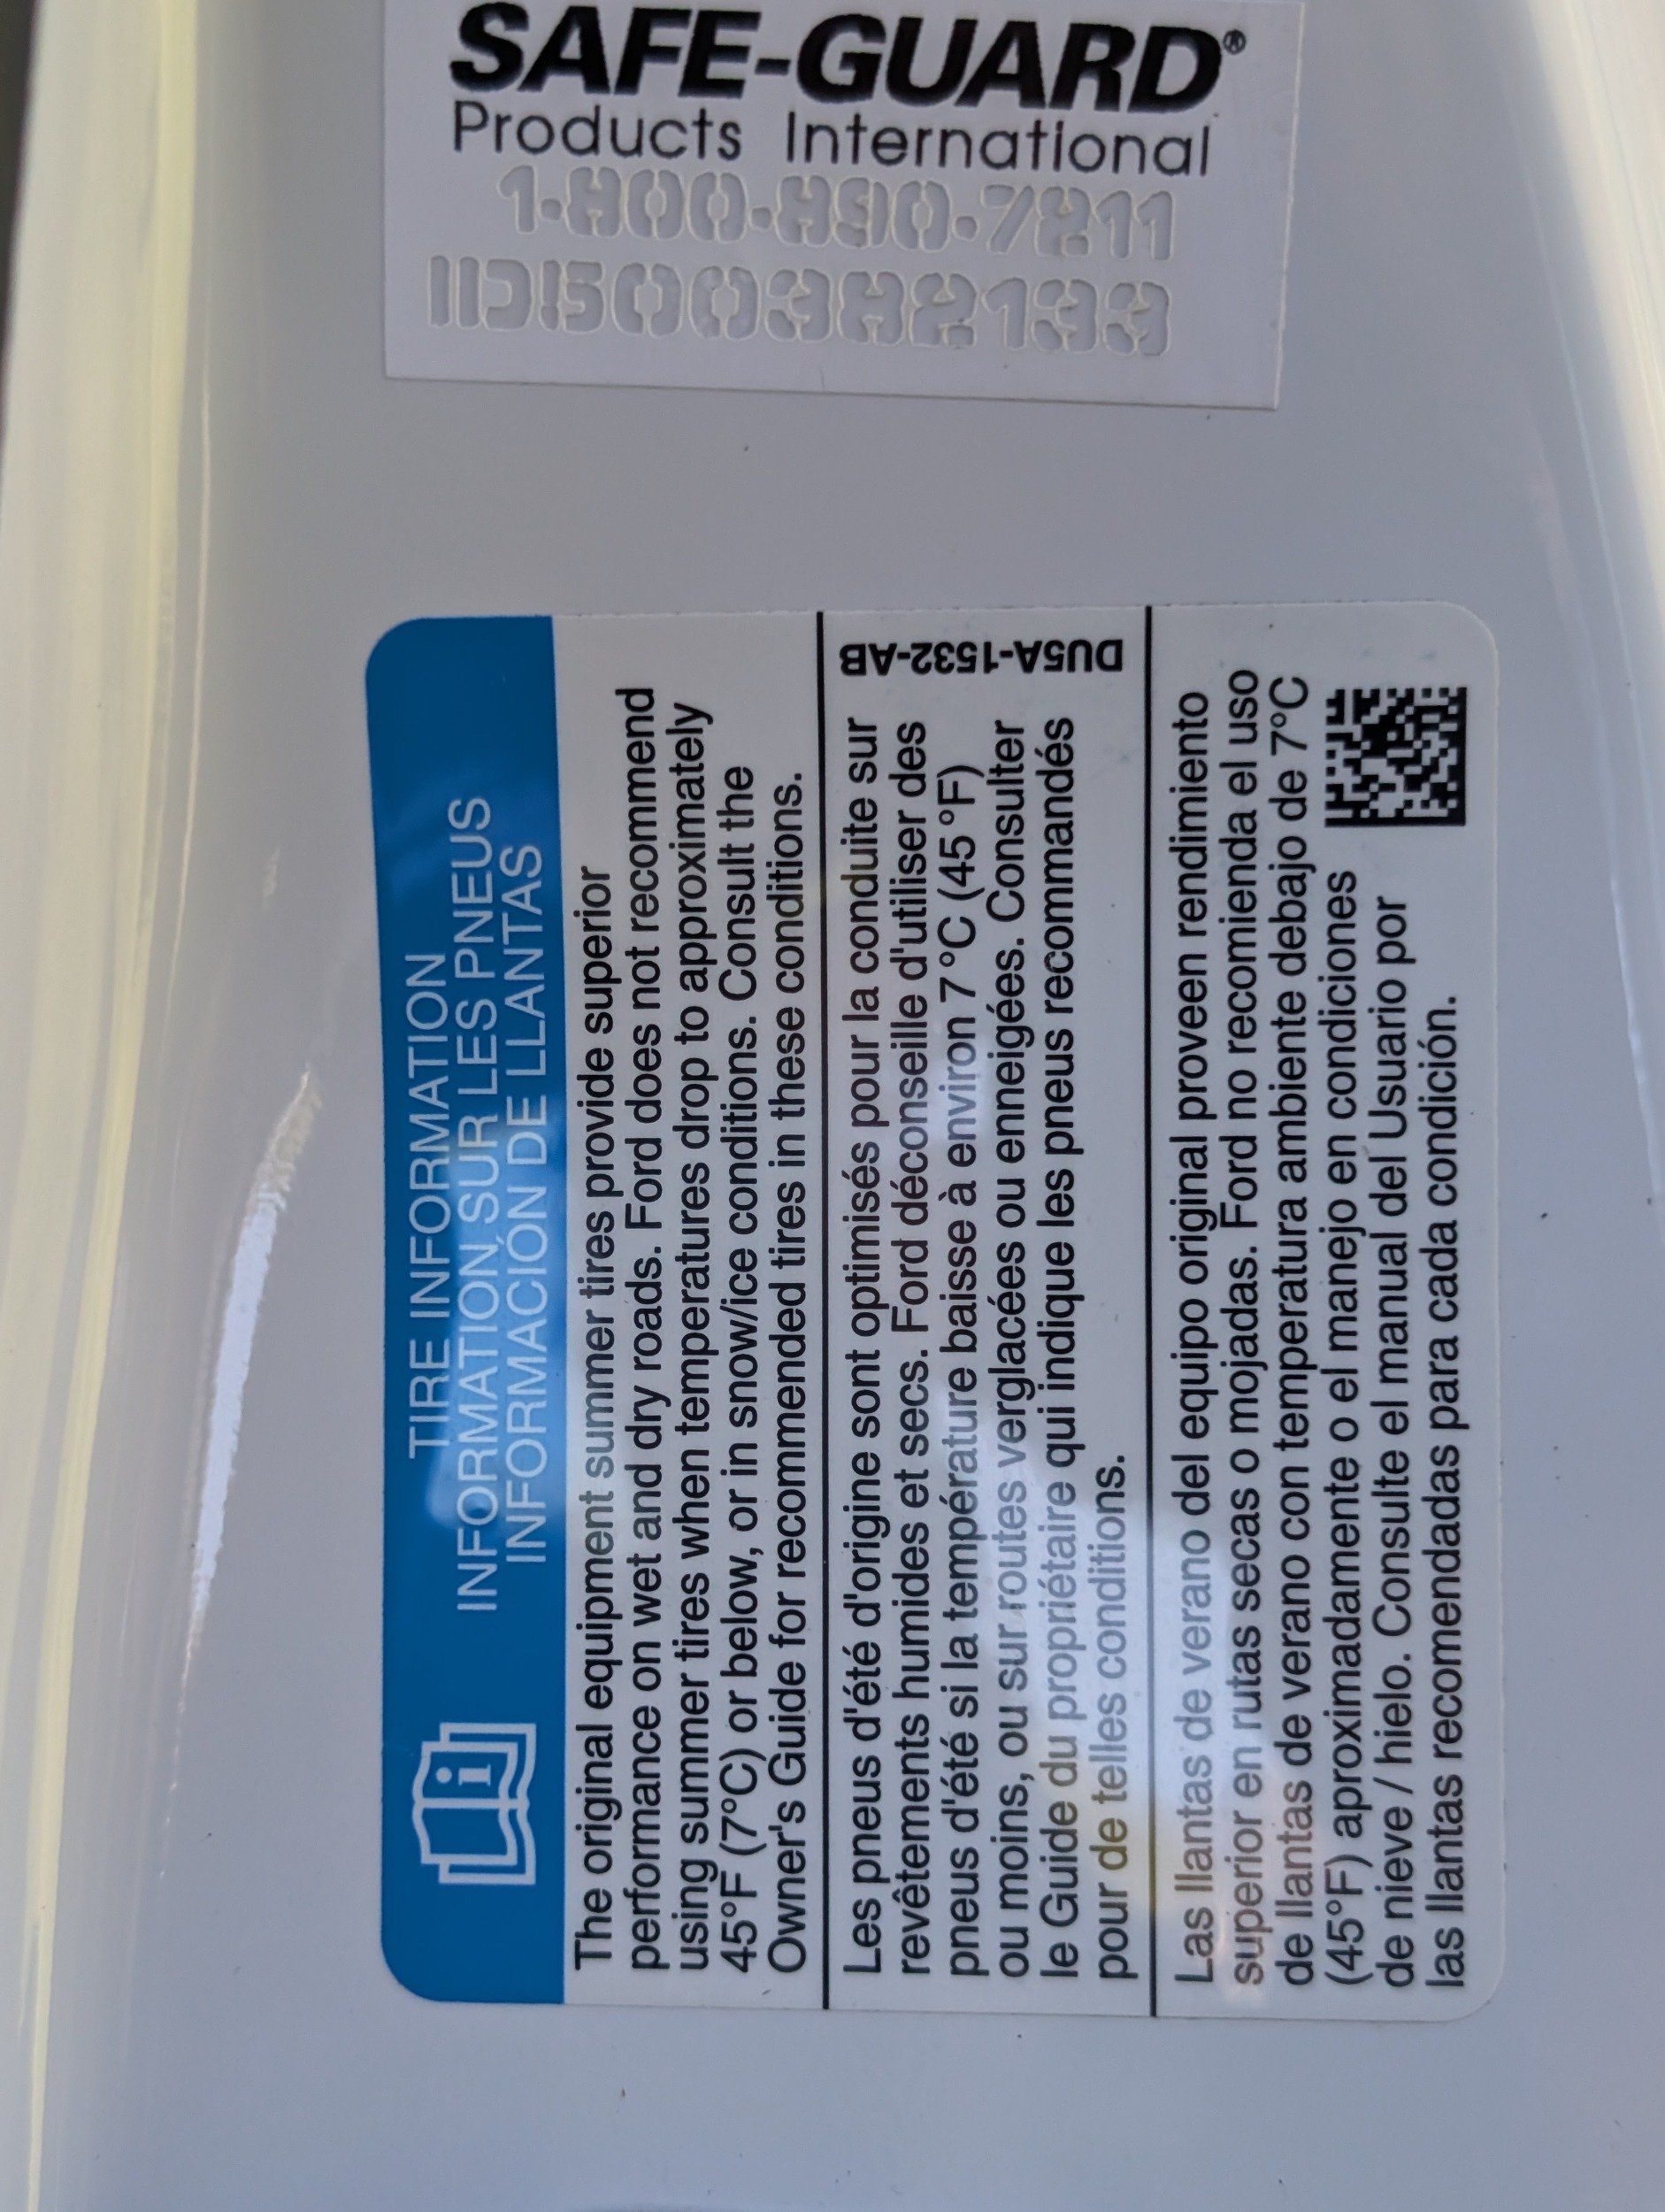 SAFE-GUARD®
Products International
1-800-890-7811
TIRE INFORMATION
INFORMATION SUR LES PNEUS
INFORMACIÓN DE LLANTAS
The original equipment summer tires provide superior
performance on wet and dry roads. Ford does not recommend
using summer tires when temperatures drop to approximately
45°F (7°C) or below, or in snow/ice conditions. Consult the
Owner's Guide for recommended tires in these conditions.
Les pneus d'été d'origine sont optimisés pour la conduite sur
revêtements humides et secs. Ford déconseille d'utiliser des
pneus d'été si la température baisse à environ 7 °C (45 °F)
ou moins, ou sur routes verglacées ou enneigées. Consulter
le Guide du propriétaire qui indique les pneus recommandés
pour de telles conditions.
DU5A-1532-AB
Las llantas de verano del equipo original proveen rendimiento
superior en rutas secas o mojadas. Ford no recomienda el uso
de llantas de verano con temperatura ambiente debajo de 7°C
(45°F) aproximadamente o el manejo en condiciones
de nieve / hielo. Consulte el manual del Usuario por
las llantas recomendadas para cada condición.